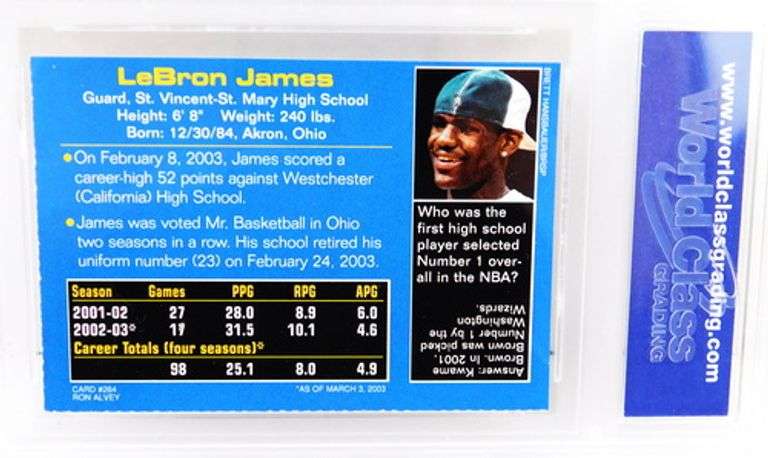 LeBron James
Guard, St. Vincent-St. Mary High School
Height: 6' 8" Weight: 240 lbs.
Born: 12/30/84, Akron, Ohio
•On February 8, 2003, James scored a
career-high 52 points against Westchester
(California) High School.
•James was voted Mr. Basketball in Ohio
two seasons in a row. His school retired his
uniform number (23) on February 24, 2003.
Season Games PPG RPG APG
2001-02 27 28.0 8.9 6.0
2002-03* 31.5 10.1 4.6
Career Totals (four seasons)*
98 25.1 8.0 4.9
CARD #264
RON ALVEY
*AS OF MARCH 3, 2003
Who was the
first high school
player selected
Number 1 over-
all in the NBA?
Answer: Kwame
Brown. In 2001,
Brown was picked
Number 1 by the
Washington
Wizards.
www.worldclassgrading.com
World Class
GRADING